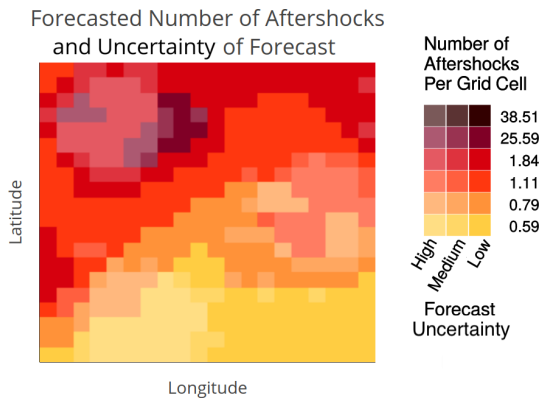 Forecasted Number of Aftershocks
and Uncertainty of Forecast
Latitude
Longitude
Number of
Aftershocks
Per Grid Cell
38.51
25.59
1.84
1.11
0.79
0.59
High
Medium
Low
Forecast
Uncertainty